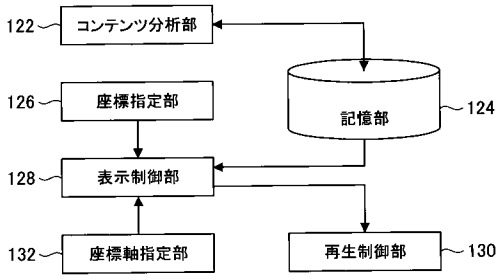 122 コンテンツ分析部
126 座標指定部
記憶部 124
128 表示制御部
132 座標軸指定部
再生制御部 130